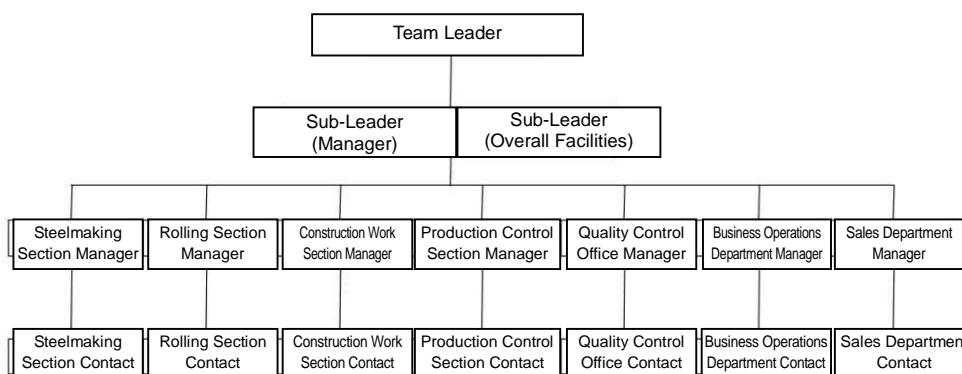 Team Leader
Sub-Leader
(Manager)
Sub-Leader
(Overall Facilities)
Steelmaking
Section Manager
Rolling Section
Manager
Construction Work
Section Manager
Production Control
Section Manager
Quality Control
Office Manager
Business Operations
Department Manager
Sales Department
Manager
Steelmaking
Section Contact
Rolling Section
Contact
Construction Work
Section Contact
Production Control
Section Contact
Quality Control
Office Contact
Business Operations
Department Contact
Sales Department
Contact